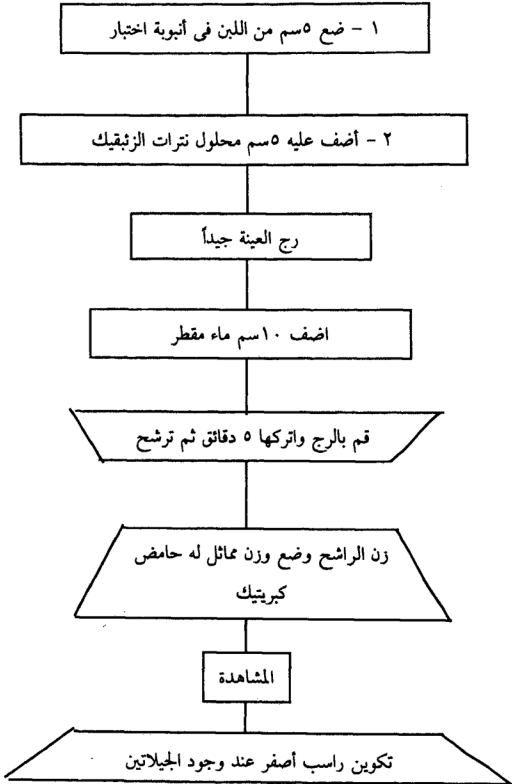 ١ - ضع ٥سم من اللبن فى أنبوبة اختبار
٢ - أضف عليه ٥سم محلول نترات الزئبقيك
رج العينة جيداً
اضف ١٠سم ماء مقطر
قم بالرج واتركها ٥ دقائق ثم ترشح
زن الراشح وضع وزن مماثل له حامض
كبريتيك
المشاهدة
تكوين راسب أصفر عند وجود الجيلاتين